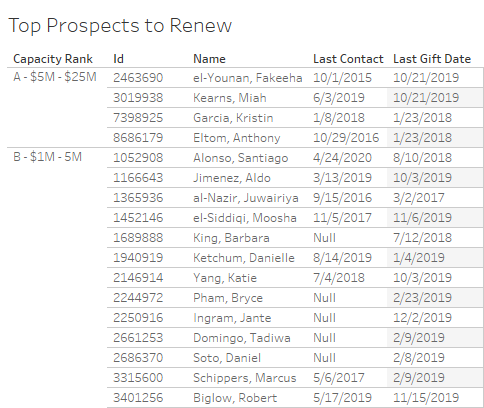 Top Prospects to Renew
Capacity Rank Id Name Last Contact Last Gift Date
A - $5M - $25M 2463690 el-Younan, Fakeeha 10/1/2015 10/21/2019
3019938 Kearns, Miah 6/3/2019 10/21/2019
7398925 Garcia, Kristin 1/8/2018 1/23/2018
8686179 Eltom, Anthony 10/29/2016 1/23/2018
B - $1M - 5M 1052908 Alonso, Santiago 4/24/2020 8/10/2018
1166643 Jimenez, Aldo 3/13/2019 10/3/2019
1365936 al-Nazir, Juwairiya 9/15/2016 3/2/2017
1452146 el-Siddiqi, Moosha 11/5/2017 11/6/2019
1689888 King, Barbara Null 7/12/2018
1940919 Ketchum, Danielle 8/14/2019 1/4/2019
2146914 Yang, Katie 7/4/2018 10/3/2019
2244972 Pham, Bryce Null 2/23/2019
2250916 Ingram, Jante Null 12/2/2019
2661253 Domingo, Tadiwa Null 2/9/2019
2686370 Soto, Daniel Null 2/8/2019
3315600 Schippers, Marcus 5/6/2017 2/9/2019
3401256 Biglow, Robert 5/17/2019 11/15/2019